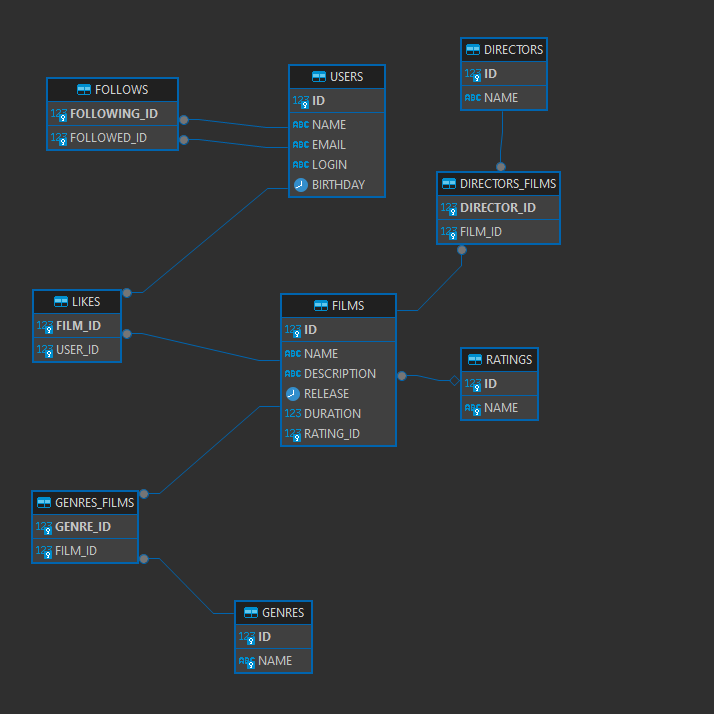 FOLLOWS
123 FOLLOWING_ID
123 FOLLOWED_ID
USERS
123 ID
ABC NAME
ABC EMAIL
ABC LOGIN
BIRTHDAY
DIRECTORS
123 ID
ABC NAME
DIRECTORS_FILMS
123 DIRECTOR_ID
123 FILM_ID
LIKES
123 FILM_ID
123 USER_ID
FILMS
123 ID
ABC NAME
ABC DESCRIPTION
RELEASE
123 DURATION
123 RATING_ID
RATINGS
123 ID
ABC NAME
GENRES_FILMS
123 GENRE_ID
123 FILM_ID
GENRES
123 ID
ABC NAME